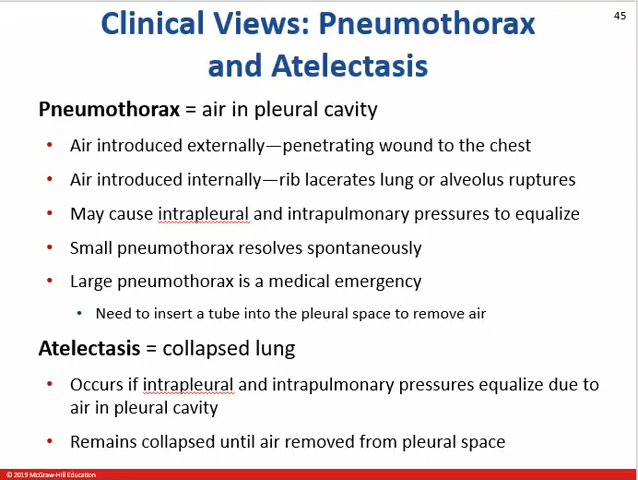 45
Clinical Views: Pneumothorax
and Atelectasis
Pneumothorax = air in pleural cavity
• Air introduced externally—penetrating wound to the chest
• Air introduced internally—rib lacerates lung or alveolus ruptures
• May cause intrapleural and intrapulmonary pressures to equalize
• Small pneumothorax resolves spontaneously
• Large pneumothorax is a medical emergency
• Need to insert a tube into the pleural space to remove air
Atelectasis = collapsed lung
• Occurs if intrapleural and intrapulmonary pressures equalize due to
air in pleural cavity
• Remains collapsed until air removed from pleural space
© 2019 McGraw-Hill Education